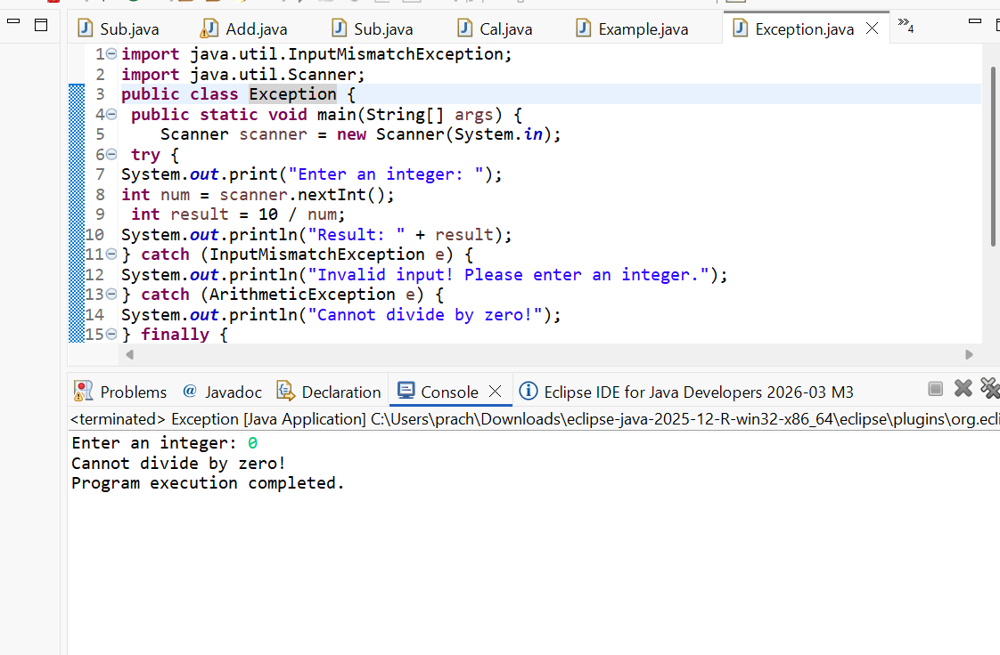 Sub.java Add.java Sub.java Cal.java Example.java Exception.java »4
1 import java.util.InputMismatchException;
2 import java.util.Scanner;
3 public class Exception {
4 public static void main(String[] args) {
5 Scanner scanner = new Scanner(System.in);
6 try {
7 System.out.print("Enter an integer: ");
8 int num = scanner.nextInt();
9 int result = 10 / num;
10 System.out.println("Result: " + result);
11 } catch (InputMismatchException e) {
12 System.out.println("Invalid input! Please enter an integer.");
13 } catch (ArithmeticException e) {
14 System.out.println("Cannot divide by zero!");
15 } finally {
Problems @ Javadoc Declaration Console Eclipse IDE for Java Developers 2026-03 M3
<terminated> Exception [Java Application] C:\Users\prach\Downloads\eclipse-java-2025-12-R-win32-x86_64\eclipse\plugins\org.ecli
Enter an integer: 0
Cannot divide by zero!
Program execution completed.